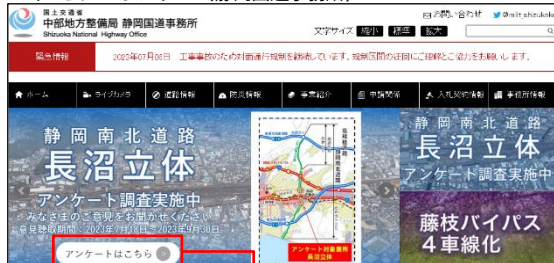 国土交通省
中部地方整備局 静岡国道事務所
Shizuoka National Highway Office
お問い合わせ
@mlit_shizukoku
文字サイズ 縮小 標準 拡大
緊急情報
2022年07月08日 工事事故のため対面通行規制を継続しています。規制区間の迂回にご理解とご協力をお願いします。
ホーム
ライブカメラ
道路情報
防災情報
事業紹介
申請関係
入札契約情報
事務所情報
静岡南北道路
長沼立体
アンケート調査実施中
みなさまのご意見をお聞かせください
意見聴取期間：2023年7月18日～2023年9月30日
アンケートはこちら
アンケート対象箇所
長沼立体
静岡南北道路
長沼立体
アンケート調査実施中
藤枝バイパス
4車線化